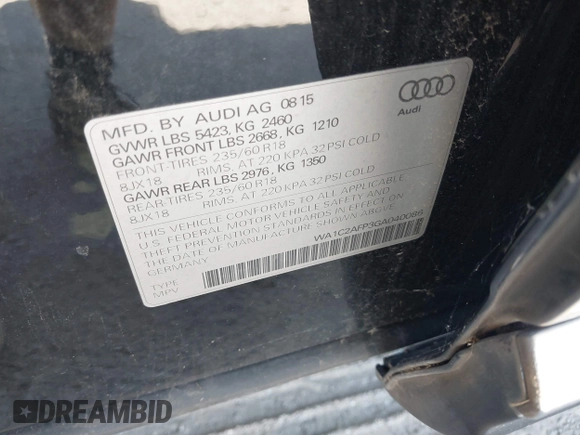 MFD. BY AUDI AG 08 15
GVWR LBS 5423, KG 2460
GAWR FRONT LBS 2668, KG 1210
FRONT-TIRES 235/60 R18
8JX18 RIMS, AT 220 KPA 32 PSI COLD
GAWR REAR LBS 2976, KG 1350
REAR-TIRES 235/60 R18
8JX18 RIMS, AT 220 KPA 32 PSI COLD
THIS VEHICLE CONFORMS TO ALL APPLICABLE
U.S. FEDERAL MOTOR VEHICLE SAFETY AND
THEFT PREVENTION STANDARDS IN EFFECT ON
THE DATE OF MANUFACTURE SHOWN ABOVE.
WA1C2AFP3GA040086
TYPE
MPV
Audi
DREAMBID